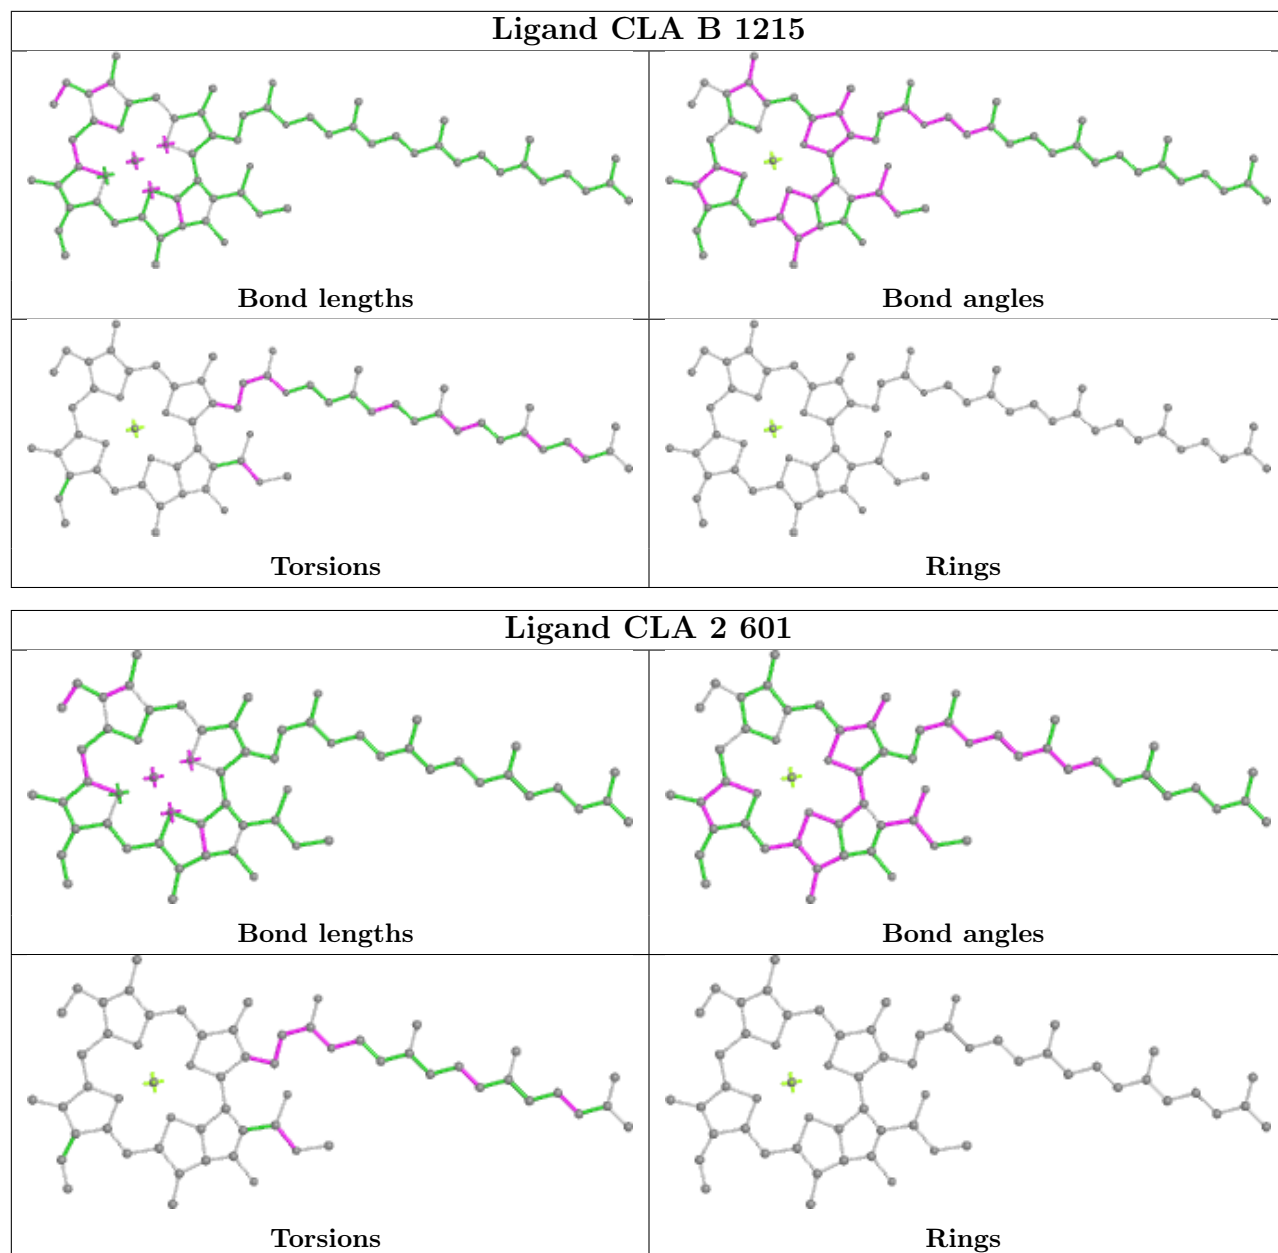 Ligand CLA B 1215
Bond lengths
Bond angles
Torsions
Rings
Ligand CLA 2 601
Bond lengths
Bond angles
Torsions
Rings